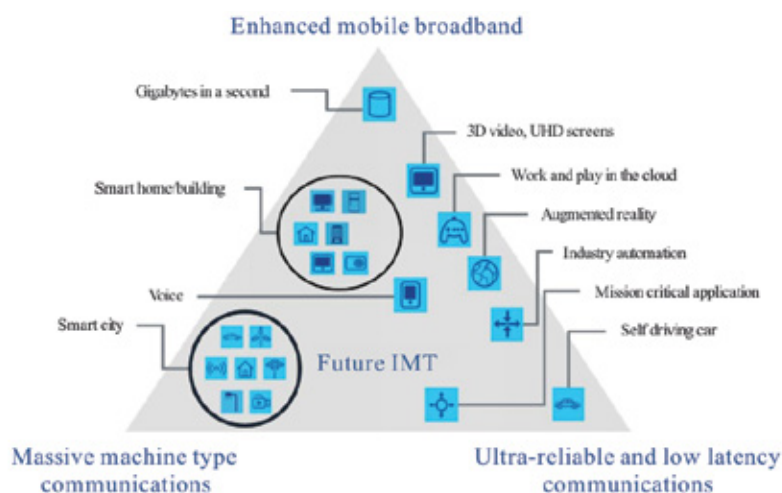 Enhanced mobile broadband
Gigabytes in a second
3D video, UHD screens
Smart home/building
Work and play in the cloud
Augmented reality
Industry automation
Voice
Mission critical application
Smart city
Self driving car
Future IMT
Massive machine type
communications
Ultra-reliable and low latency
communications